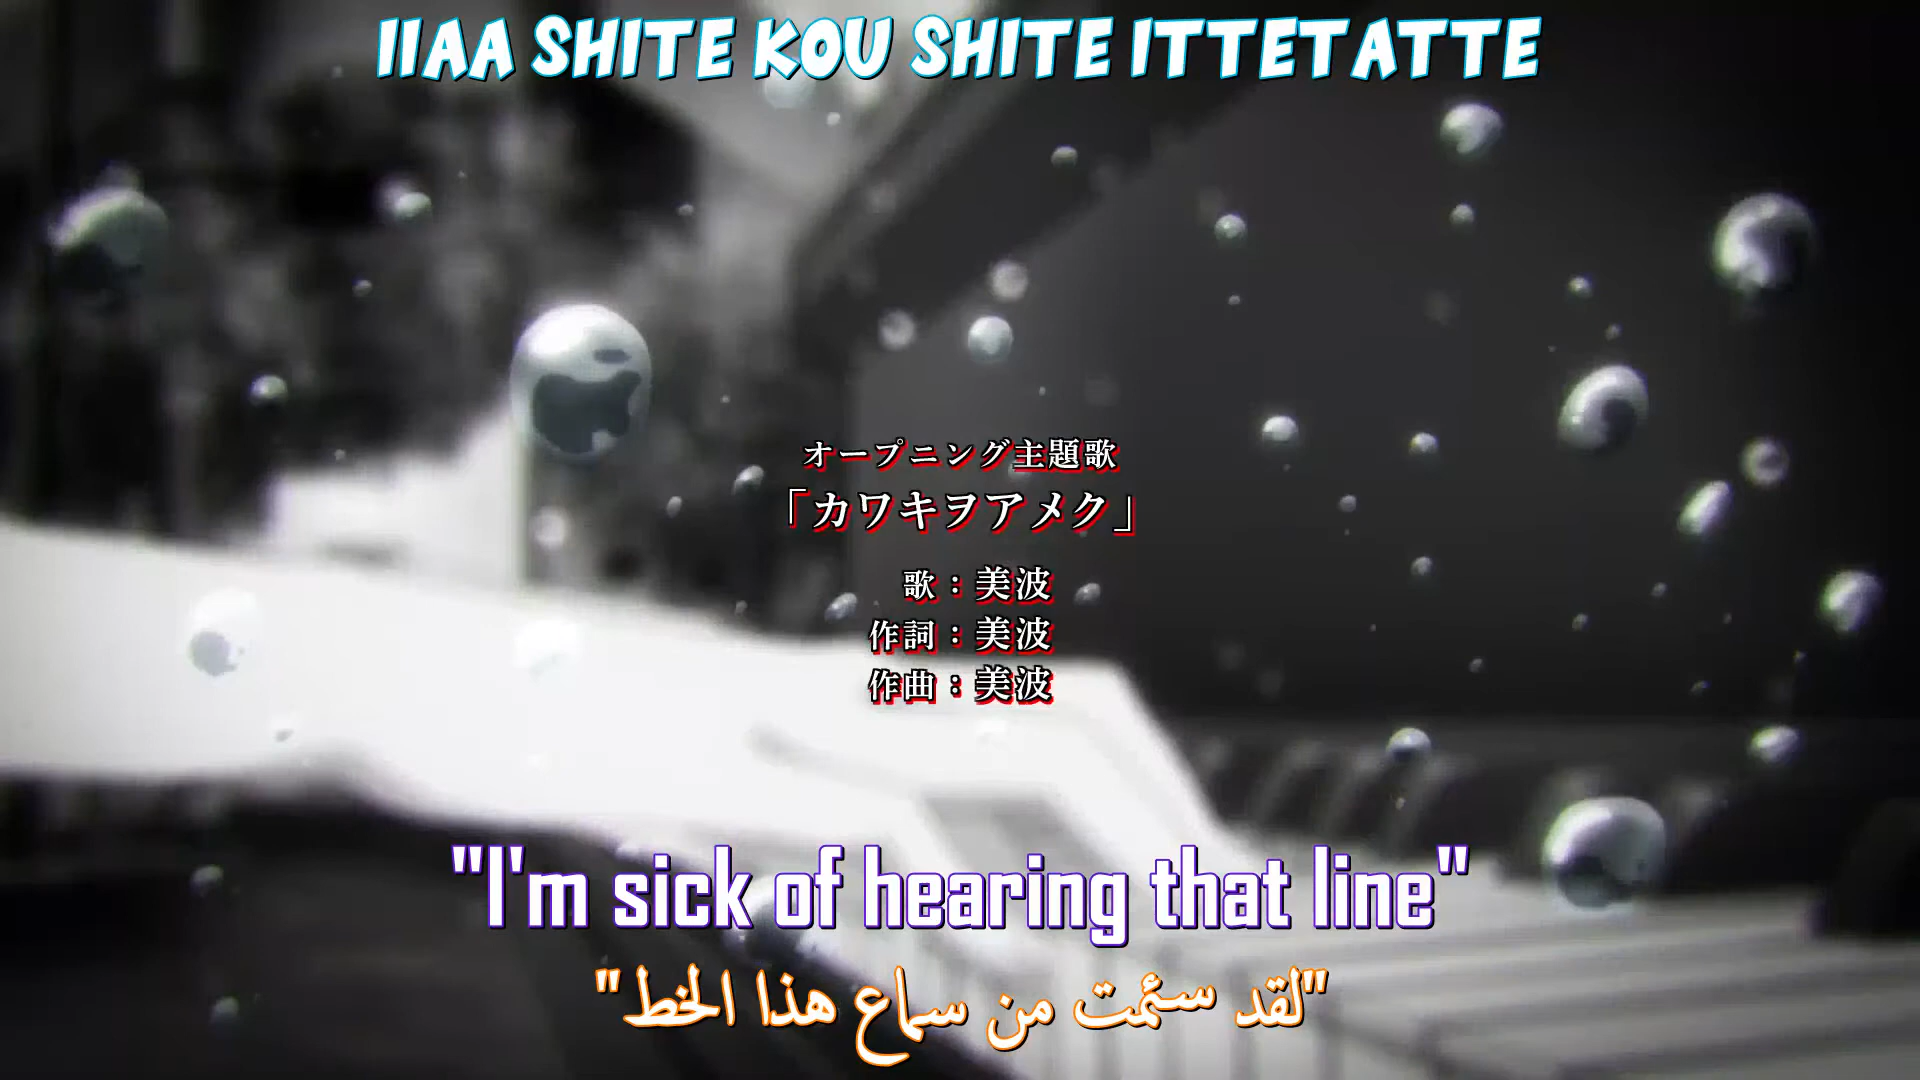 IIAA SHITE KOU SHITE ITTETATTE
オープニング主題歌
「カワキヲアメク」
歌：美波
作詞：美波
作曲：美波
"I'm sick of hearing that line"
"لقد سئمت من سماع هذا الخط"